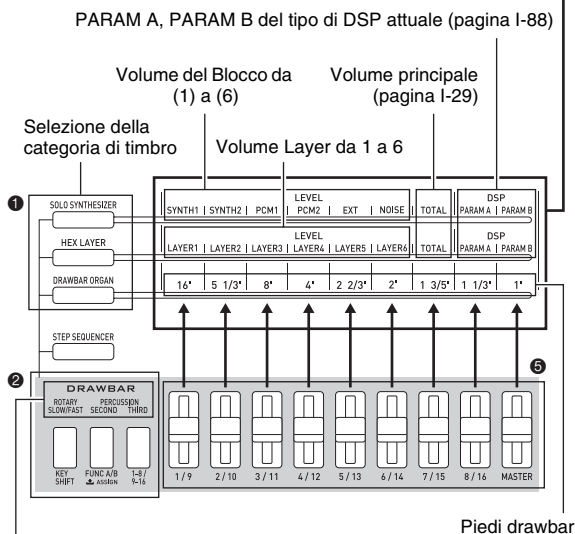 PARAM A, PARAM B del tipo di DSP attuale (pagina I-88)
Volume del Blocco da
(1) a (6)
Volume principale
(pagina I-29)
Selezione della
categoria di timbro
Volume Layer da 1 a 6
❶
SOLO SYNTHESIZER
LEVEL
DSP
SYNTH1 SYNTH2 PCM1 PCM2 EXT NOISE TOTAL PARAM A PARAM B
HEX LAYER
LEVEL
DSP
LAYER1 LAYER2 LAYER3 LAYER4 LAYER5 LAYER6 TOTAL PARAM A PARAM B
DRAWBAR ORGAN
16' 5 1/3' 8' 4' 2 2/3' 2' 1 3/5' 1 1/3' 1'
STEP SEQUENCER
❷
❺
DRAWBAR
ROTARY
SLOW/FAST
PERCUSSION
SECOND THIRD
KEY
SHIFT
FUNC A/B
ASSIGN
1-8/
9-16
1/9 2/10 3/11 4/12 5/13 6/14 7/15 8/16 MASTER
Piedi drawbar